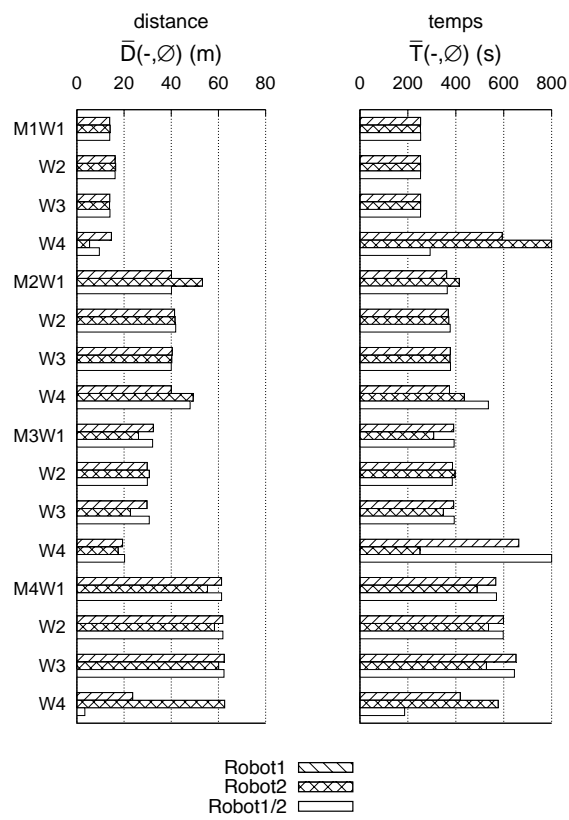 distance temps
D̅(-,∅) (m) T̅(-,∅) (s)
0 20 40 60 80 0 200 400 600 800
M1W1
W2
W3
W4
M2W1
W2
W3
W4
M3W1
W2
W3
W4
M4W1
W2
W3
W4
Robot1
Robot2
Robot1/2